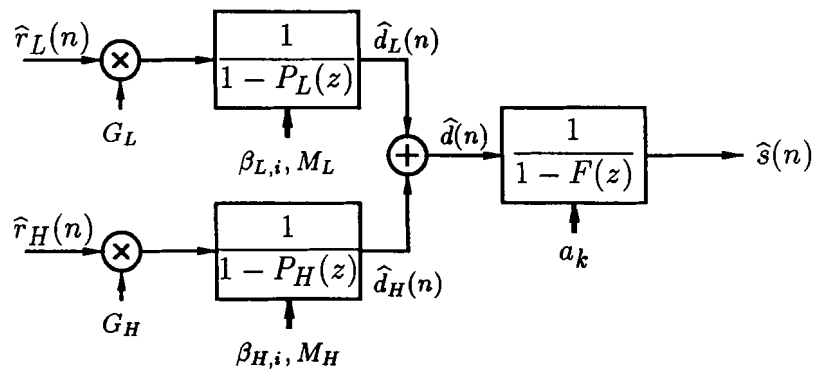 r̂_L(n)
×
G_L
1
1 − P_L(z)
β_{L,i}, M_L
d̂_L(n)
+
d̂(n)
1
1 − F(z)
a_k
ŝ(n)
r̂_H(n)
×
G_H
1
1 − P_H(z)
β_{H,i}, M_H
d̂_H(n)